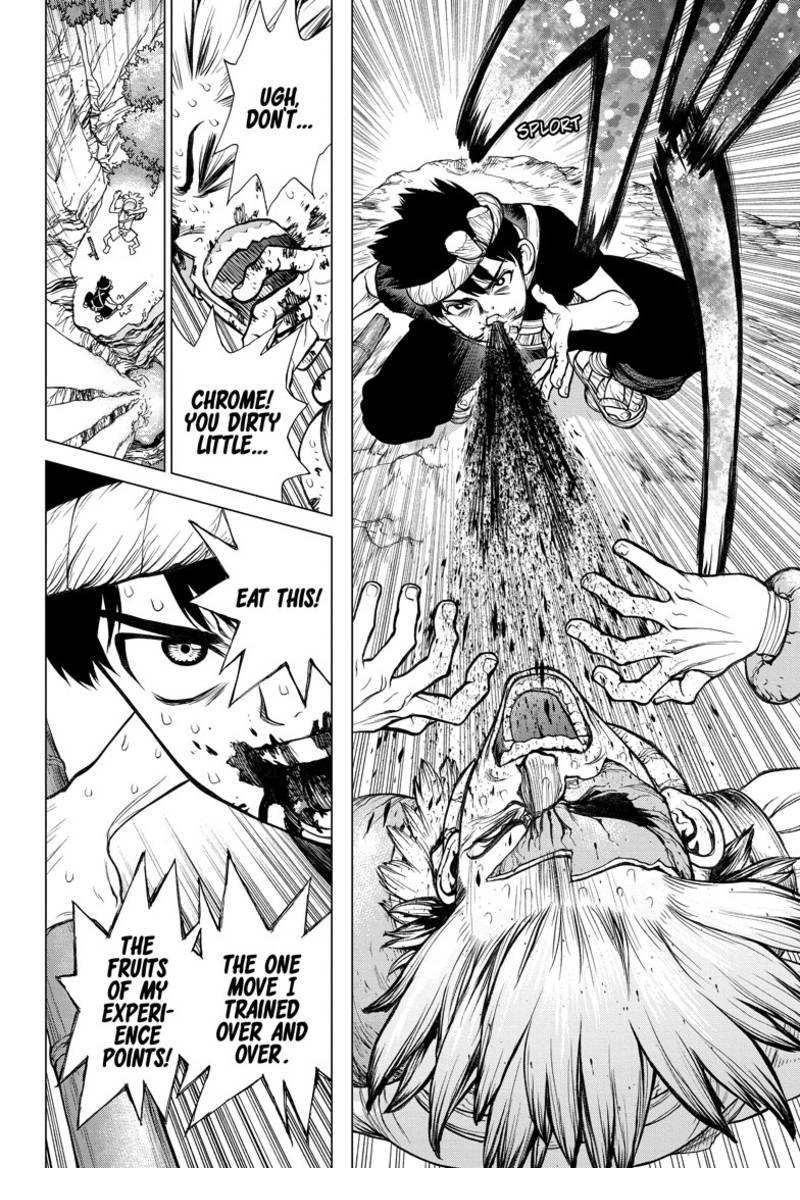 SPLORT
UGH,
DON'T...
CHROME!
YOU DIRTY
LITTLE...
EAT THIS!
THE ONE
MOVE I
TRAINED
OVER AND
OVER.
THE
FRUITS
OF MY
EXPERI-
ENCE
POINTS!